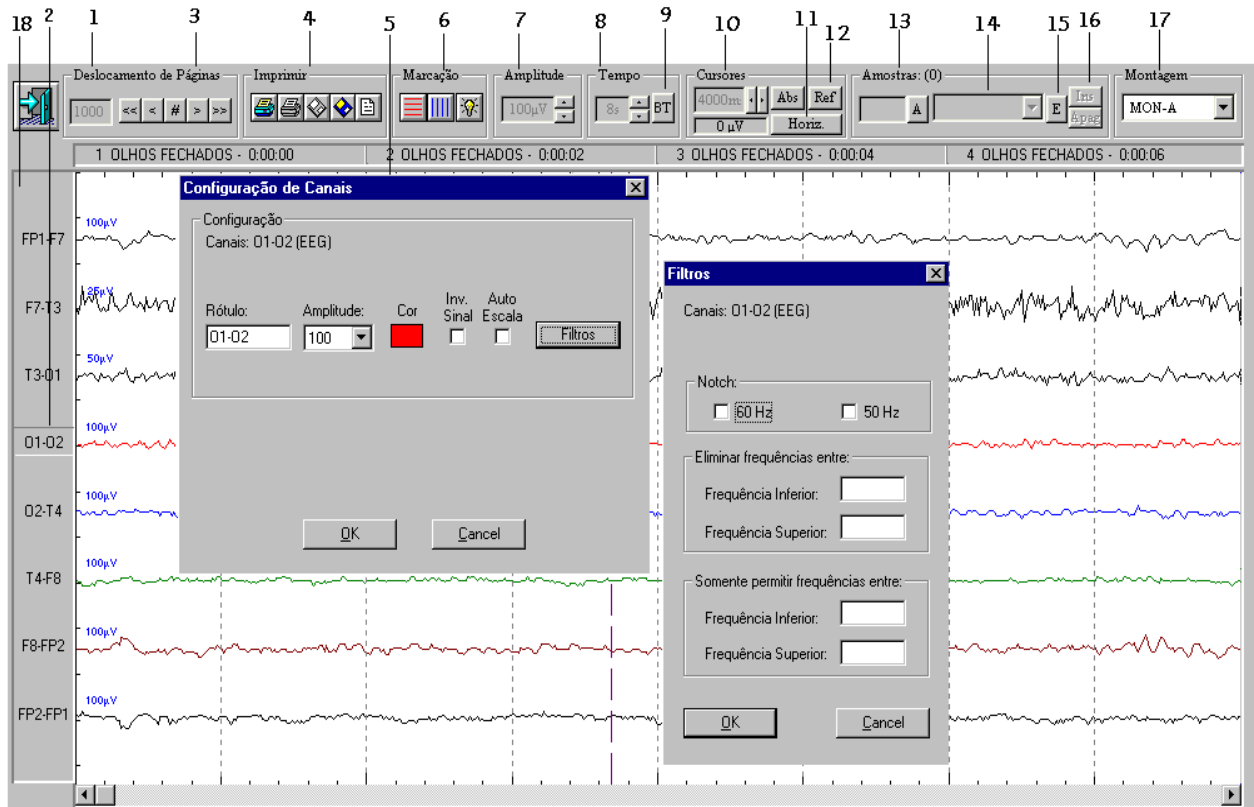 18 2 1 3 4 5 6 7 8 9 10 11 12 13 14 15 16 17
Deslocamento de Páginas Imprimir Marcação Amplitude Tempo Cursores Amostras: (0) Montagem
1000 << < # > >> 100µV 8s BT 4000m Abs Ref A E Ins MON-A
0 µV Horiz. Apag
1 OLHOS FECHADOS - 0:00:00 2 OLHOS FECHADOS - 0:00:02 3 OLHOS FECHADOS - 0:00:04 4 OLHOS FECHADOS - 0:00:06
FP1-F7 100µV
F7-T3 25µV
T3-O1 50µV
O1-O2 100µV
O2-T4 100µV
T4-F8 100µV
F8-FP2 100µV
FP2-FP1 100µV
Configuração de Canais
Configuração
Canais: O1-O2 (EEG)
Rótulo: Amplitude: Cor Inv. Sinal Auto Escala
O1-O2 100 Filtros
OK Cancel
Filtros
Canais: O1-O2 (EEG)
Notch:
60 Hz 50 Hz
Eliminar frequências entre:
Frequência Inferior:
Frequência Superior:
Somente permitir frequências entre:
Frequência Inferior:
Frequência Superior:
OK Cancel